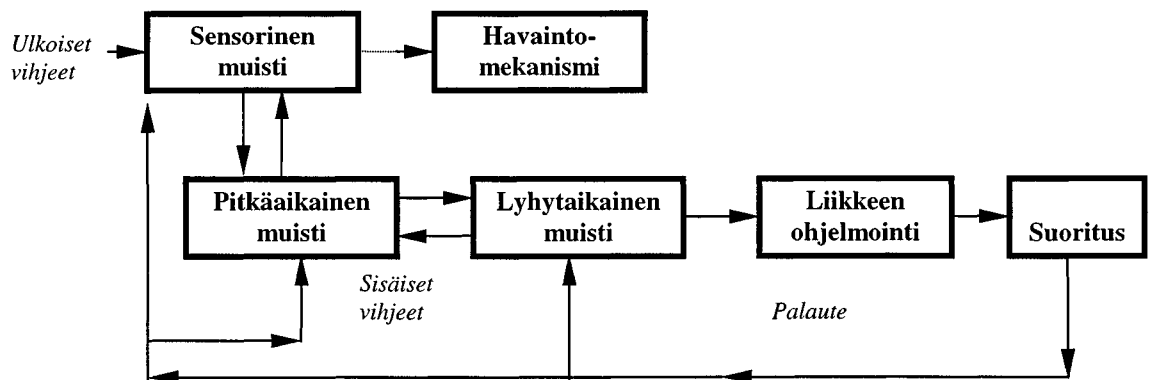 Ulkoiset
vihjeet
Sensorinen
muisti
Havainto-
mekanismi
Pitkäaikainen
muisti
Lyhytaikainen
muisti
Liikkeen
ohjelmointi
Suoritus
Sisäiset
vihjeet
Palaute